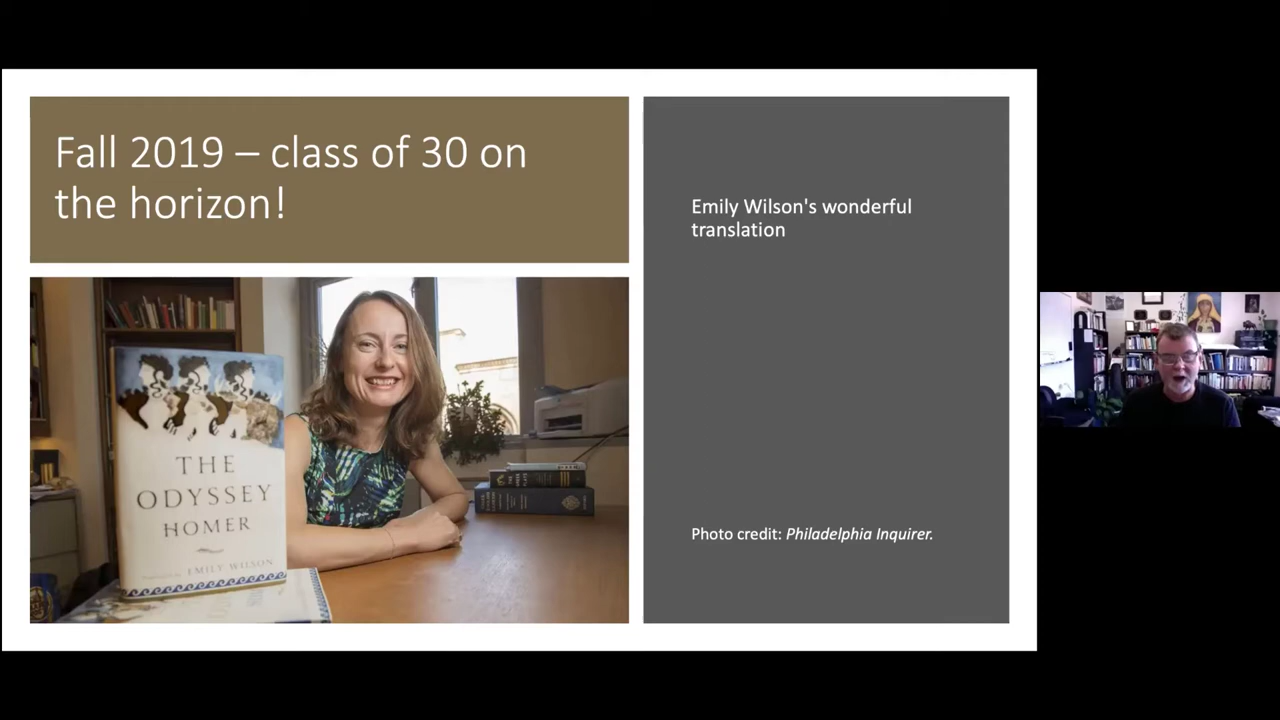 Fall 2019 – class of 30 on
the horizon!
Emily Wilson's wonderful
translation
THE
ODYSSEY
HOMER
EMILY WILSON
Photo credit: Philadelphia Inquirer.